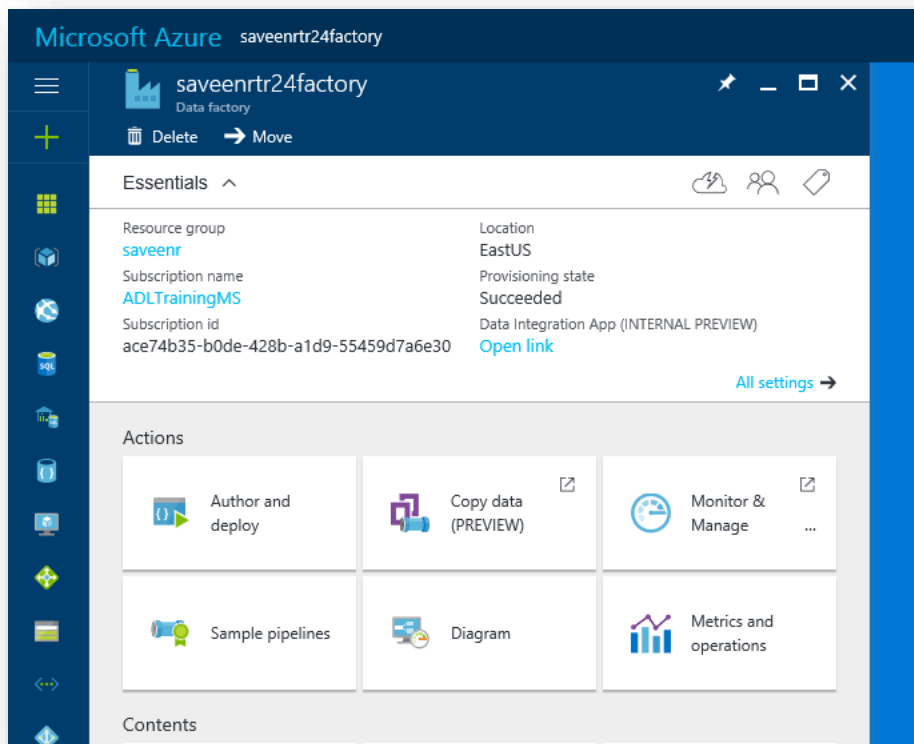 Microsoft Azure saveenrtr24factory
saveenrtr24factory
Data factory
Delete Move
Essentials
Resource group
saveenr
Subscription name
ADLTrainingMS
Subscription id
ace74b35-b0de-428b-a1d9-55459d7a6e30
Location
EastUS
Provisioning state
Succeeded
Data Integration App (INTERNAL PREVIEW)
Open link
All settings
Actions
Author and
deploy
Copy data
(PREVIEW)
Monitor &
Manage ...
Sample pipelines
Diagram
Metrics and
operations
Contents
SQL